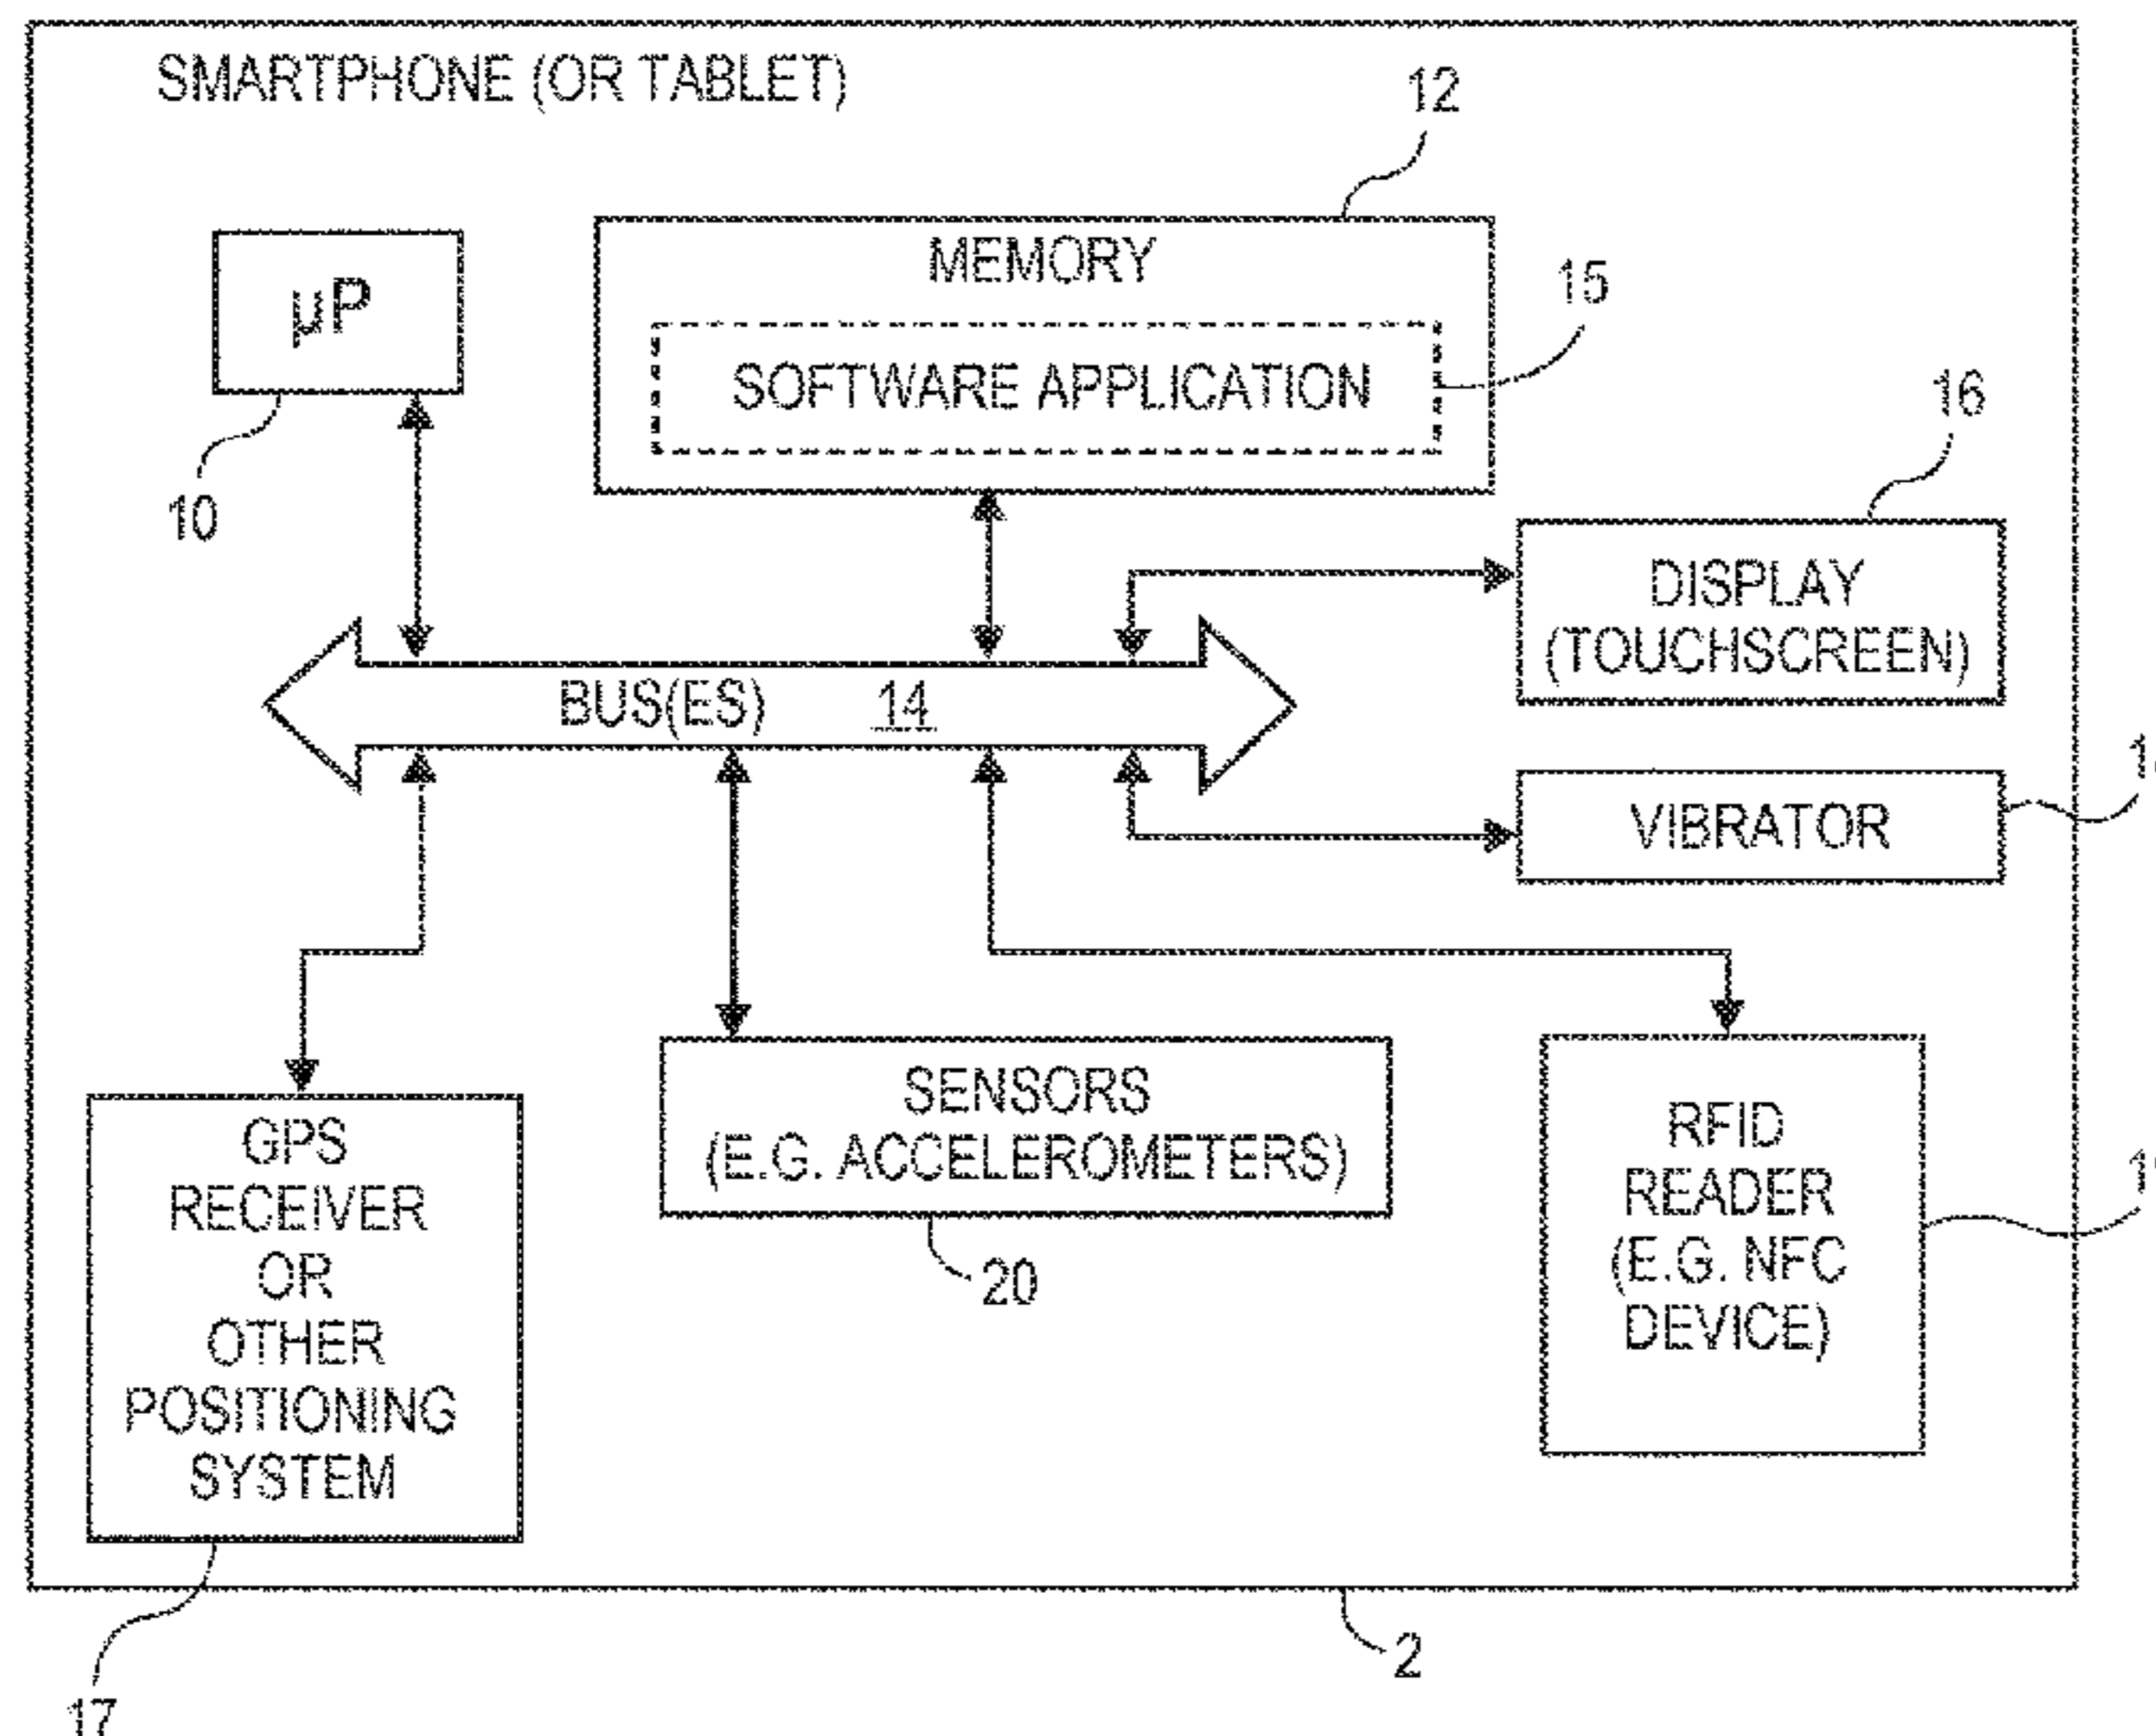 SMARTPHONE (OR TABLET)
12
MEMORY
µP
15
SOFTWARE APPLICATION
16
10
DISPLAY
(TOUCHSCREEN)
BUS(ES) 14
VIBRATOR
SENSORS
(E.G. ACCELEROMETERS)
20
GPS
RECEIVER
OR
OTHER
POSITIONING
SYSTEM
RFID
READER
(E.G. NFC
DEVICE)
2
17